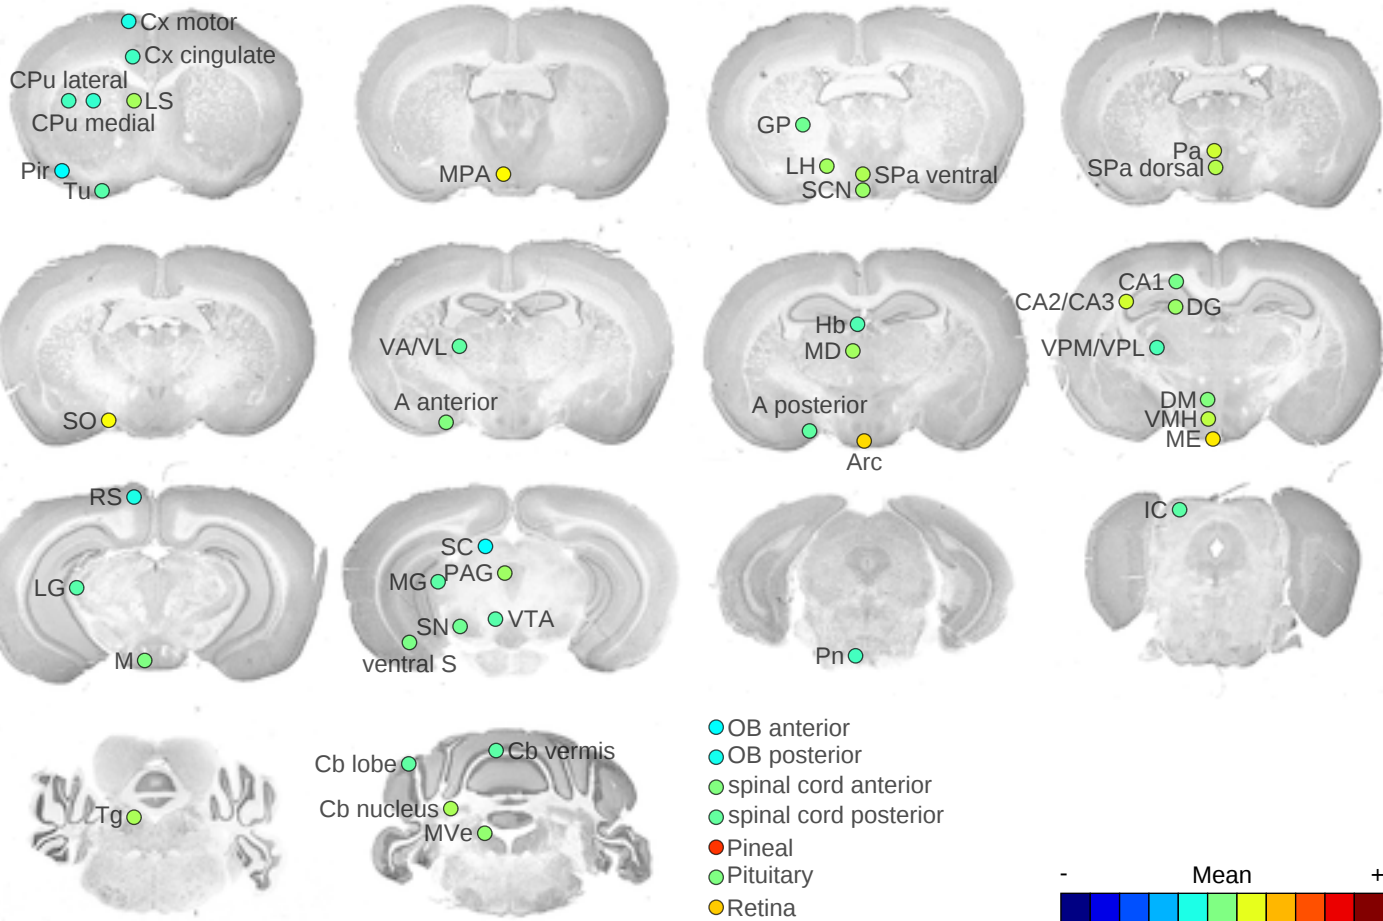 Cx motor
Cx cingulate
CPu lateral
LS
CPu medial
Pir
Tu
MPA
GP
LH
SPa ventral
SCN
Pa
SPa dorsal
SO
VA/VL
A anterior
Hb
MD
A posterior
Arc
CA1
CA2/CA3
DG
VPM/VPL
DM
VMH
ME
RS
LG
M
SC
PAG
MG
VTA
SN
ventral S
Pn
IC
Tg
Cb vermis
Cb lobe
Cb nucleus
MVe
OB anterior
OB posterior
spinal cord anterior
spinal cord posterior
Pineal
Pituitary
Retina
- Mean +